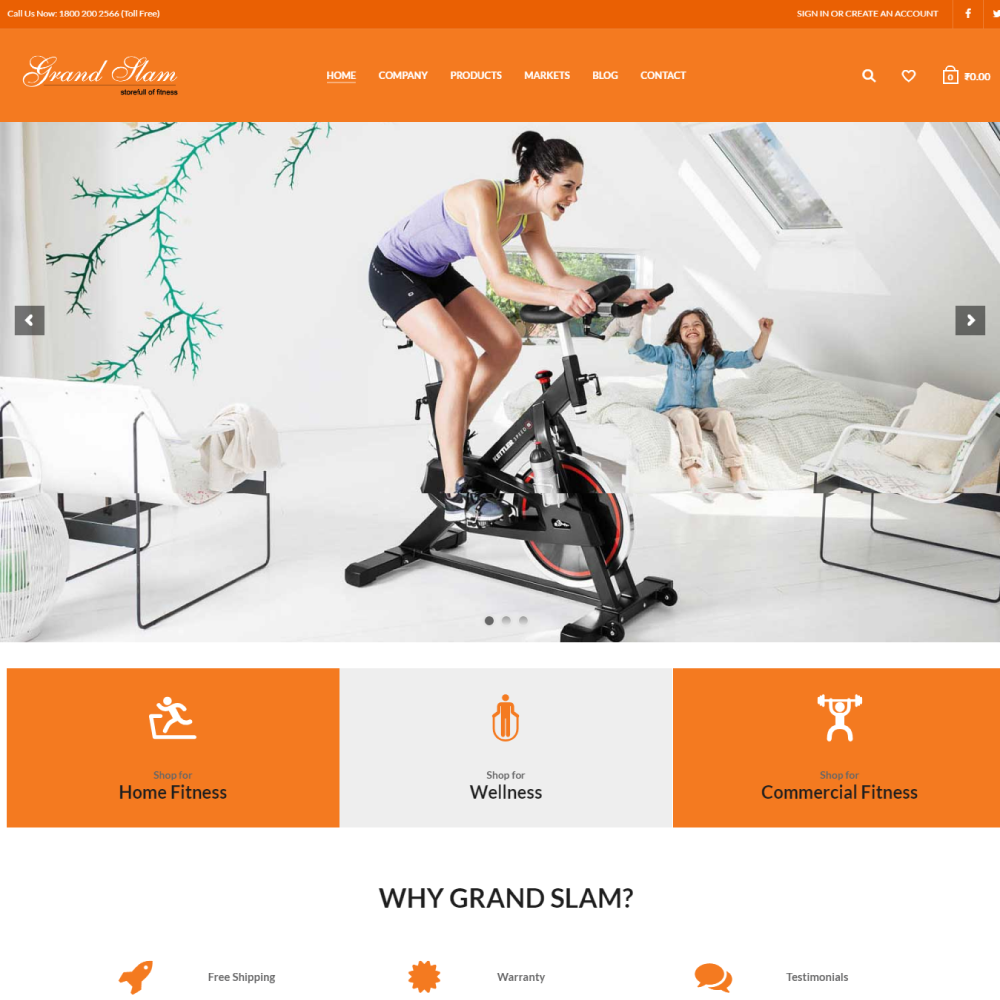 Call Us Now: 1800 200 2566 (Toll Free)
SIGN IN OR CREATE AN ACCOUNT
Grand Slam
storefull of fitness
HOME COMPANY PRODUCTS MARKETS BLOG CONTACT
0 ₹0.00
KETTLER SPEED
Shop for
Home Fitness
Shop for
Wellness
Shop for
Commercial Fitness
WHY GRAND SLAM?
Free Shipping
Warranty
Testimonials